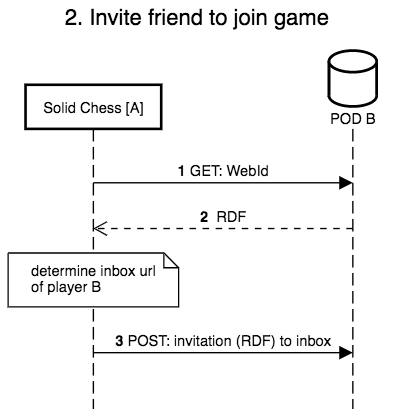 2. Invite friend to join game
Solid Chess [A]
POD B
1 GET: WebId
2 RDF
determine inbox url
of player B
3 POST: invitation (RDF) to inbox